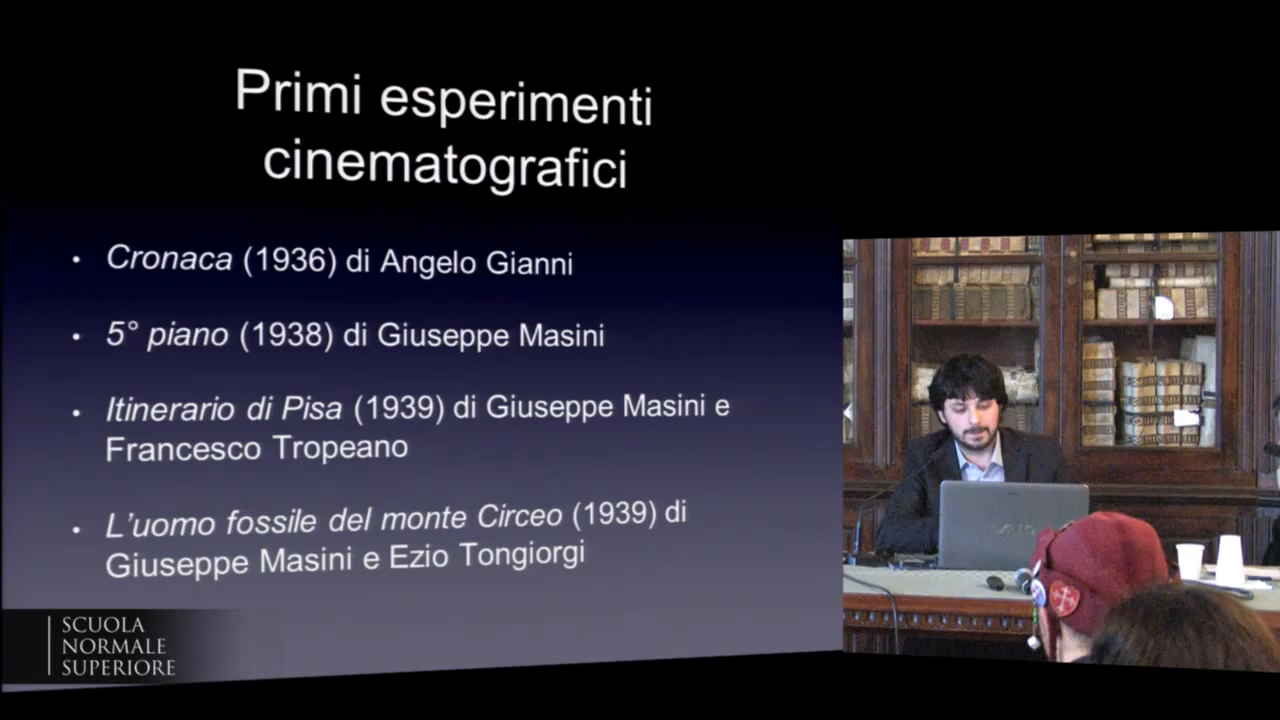 Primi esperimenti
cinematografici
• Cronaca (1936) di Angelo Gianni
• 5° piano (1938) di Giuseppe Masini
• Itinerario di Pisa (1939) di Giuseppe Masini e
Francesco Tropeano
• L'uomo fossile del monte Circeo (1939) di
Giuseppe Masini e Ezio Tongiorgi
SCUOLA
NORMALE
SUPERIORE
VAIO